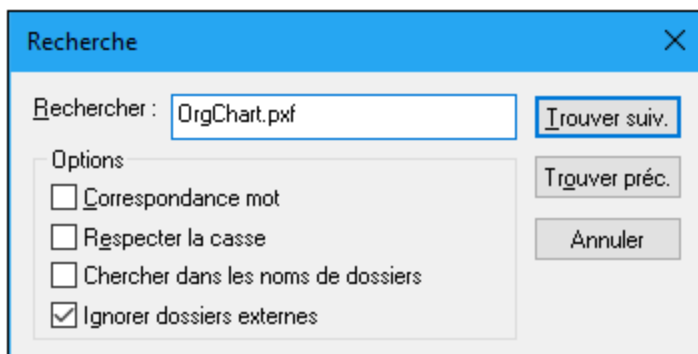 Recherche
Rechercher : OrgChart.pxf
Trouver suiv.
Options
Trouver préc.
Correspondance mot
Respecter la casse
Annuler
Chercher dans les noms de dossiers
Ignorer dossiers externes